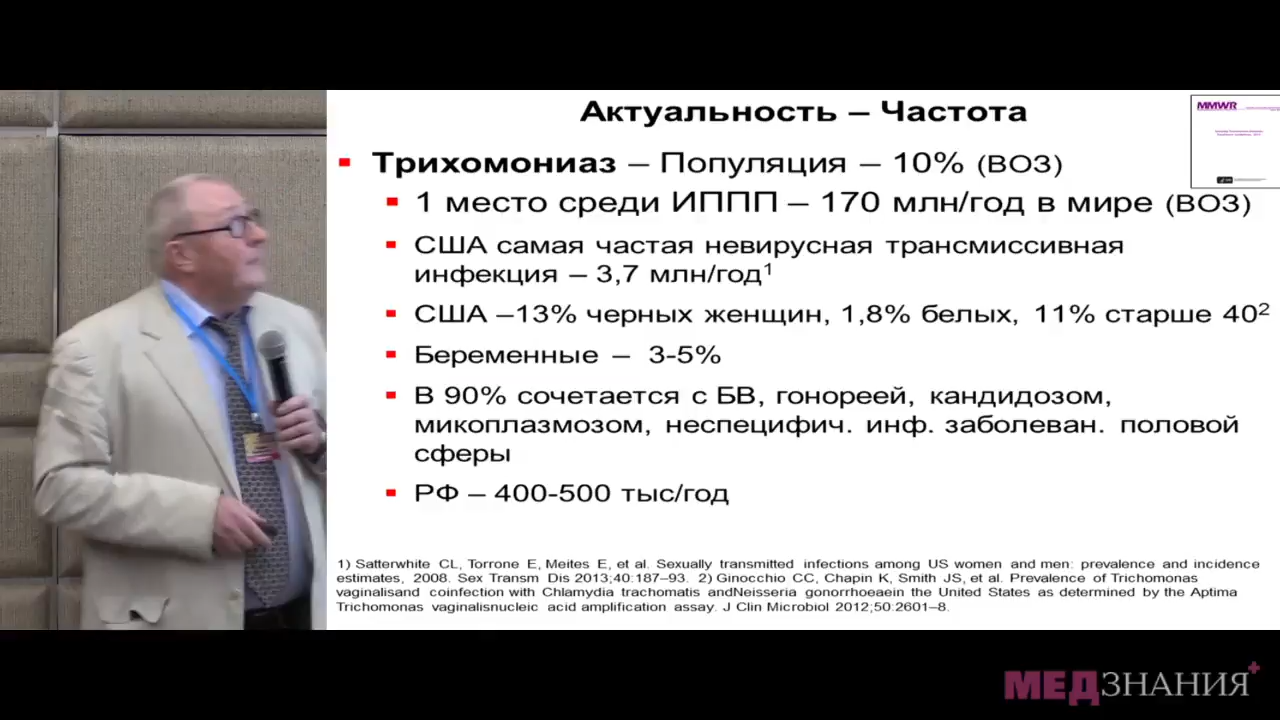 Актуальность – Частота
MMWR
Трихомониаз – Популяция – 10% (ВОЗ)
1 место среди ИППП – 170 млн/год в мире (ВОЗ)
США самая частая невирусная трансмиссивная
инфекция – 3,7 млн/год¹
США –13% черных женщин, 1,8% белых, 11% старше 40²
Беременные – 3-5%
В 90% сочетается с БВ, гонореей, кандидозом,
микоплазмозом, неспецифич. инф. заболеван. половой
сферы
РФ – 400-500 тыс/год
1) Satterwhite CL, Torrone E, Meites E, et al. Sexually transmitted infections among US women and men: prevalence and incidence
estimates, 2008. Sex Transm Dis 2013;40:187–93. 2) Ginocchio CC, Chapin K, Smith JS, et al. Prevalence of Trichomonas
vaginalisand coinfection with Chlamydia trachomatis andNeisseria gonorrhoeaein the United States as determined by the Aptima
Trichomonas vaginalisnucleic acid amplification assay. J Clin Microbiol 2012;50:2601–8.
МЕДЗНАНИЯ+